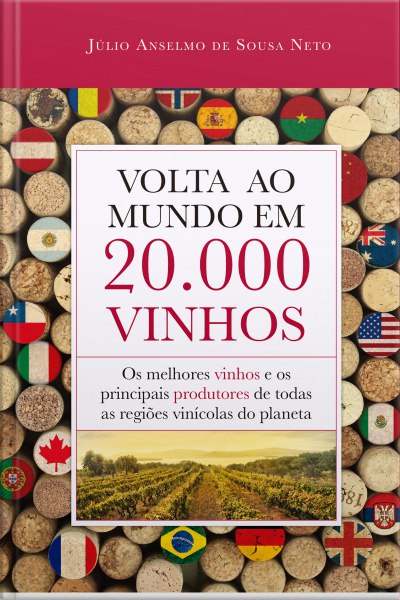 Júlio Anselmo de Sousa Neto
VOLTA AO
MUNDO EM
20.000
VINHOS
Os melhores vinhos e os
principais produtores de todas
as regiões vinícolas do planeta
1638